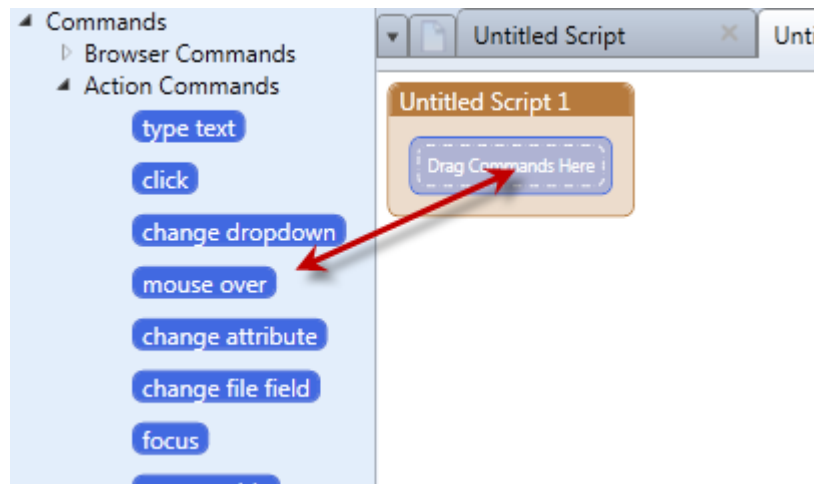 Commands
Browser Commands
Action Commands
type text
click
change dropdown
mouse over
change attribute
change file field
focus
Untitled Script
Unti
Untitled Script 1
Drag Commands Here